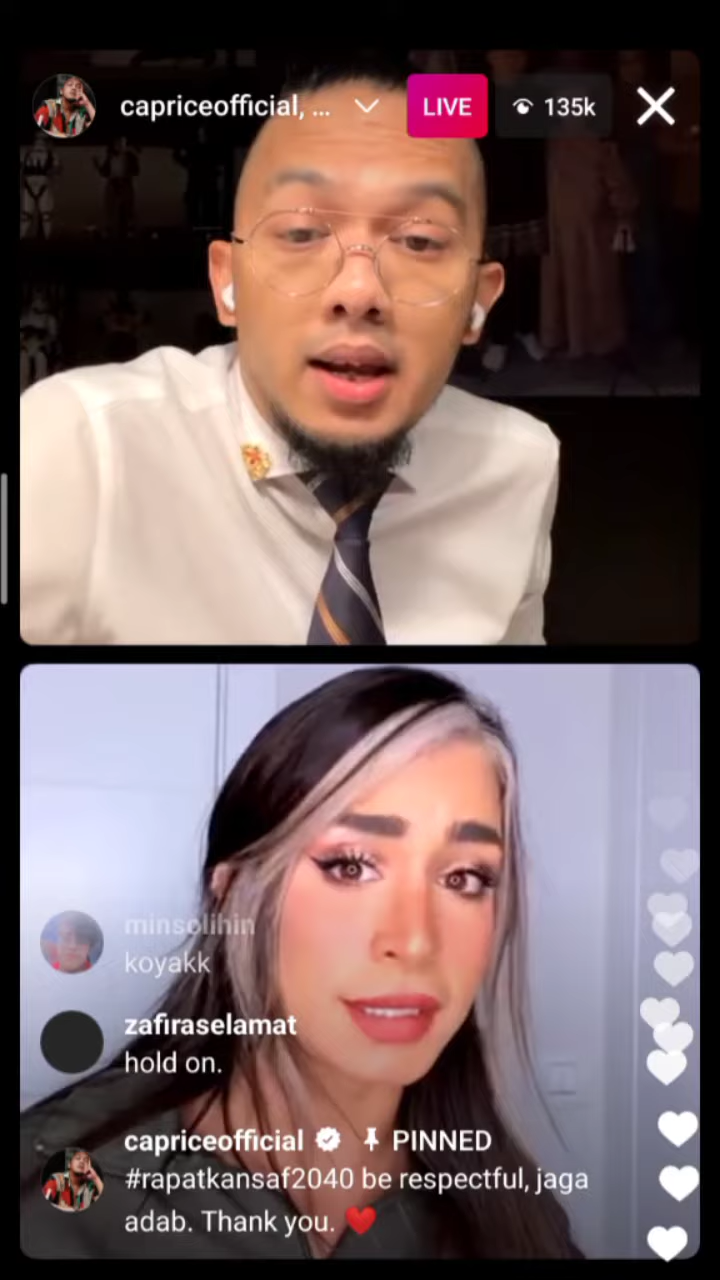 capriceofficial, ...
LIVE
135k
minsolihin
koyakk
zafiraselamat
hold on.
capriceofficial PINNED
#rapatkansaf2040 be respectful, jaga
adab. Thank you. ❤️